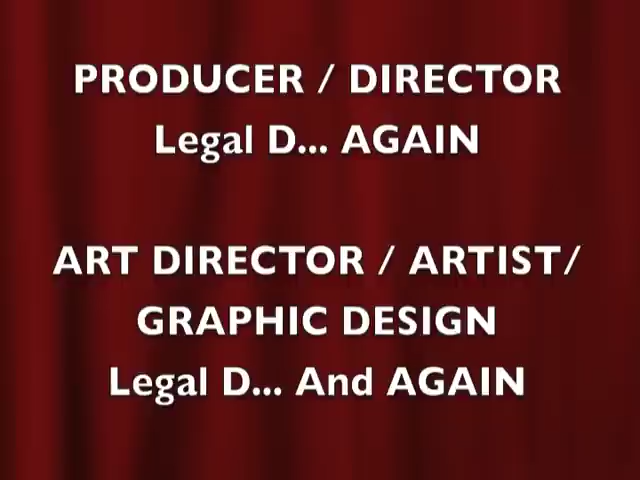 PRODUCER / DIRECTOR
Legal D... AGAIN
ART DIRECTOR / ARTIST/
GRAPHIC DESIGN
Legal D... And AGAIN